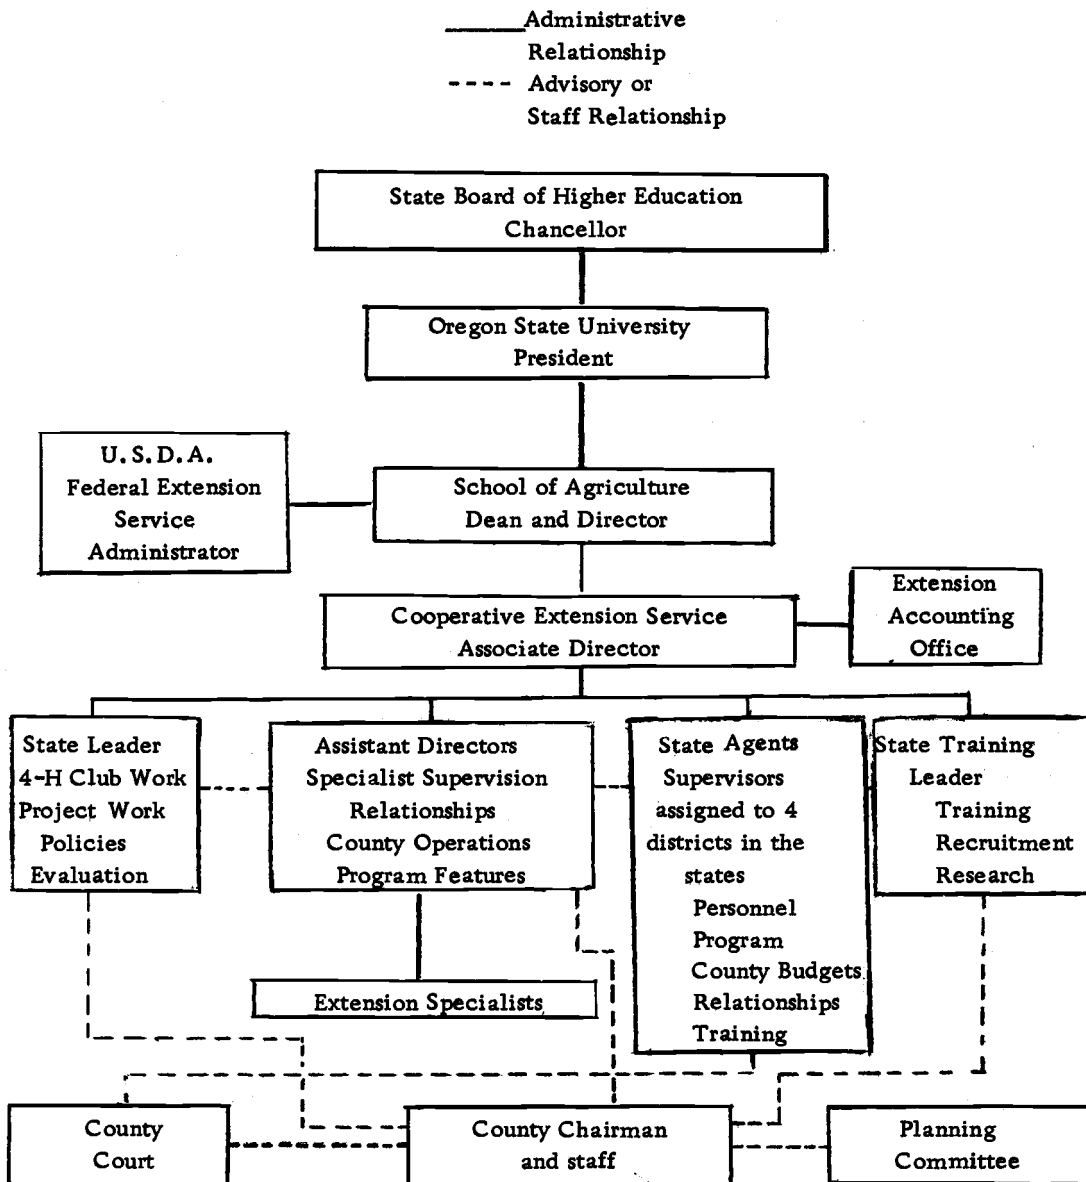 Administrative
Relationship
Advisory or
Staff Relationship
State Board of Higher Education
Chancellor
Oregon State University
President
U.S.D.A.
Federal Extension
Service
Administrator
School of Agriculture
Dean and Director
Cooperative Extension Service
Associate Director
Extension
Accounting
Office
State Leader
4-H Club Work
Project Work
Policies
Evaluation
Assistant Directors
Specialist Supervision
Relationships
County Operations
Program Features
State Agents
Supervisors
assigned to 4
districts in the
states
Personnel
Program
County Budgets
Relationships
Training
State Training
Leader
Training
Recruitment
Research
Extension Specialists
County
Court
County Chairman
and staff
Planning
Committee